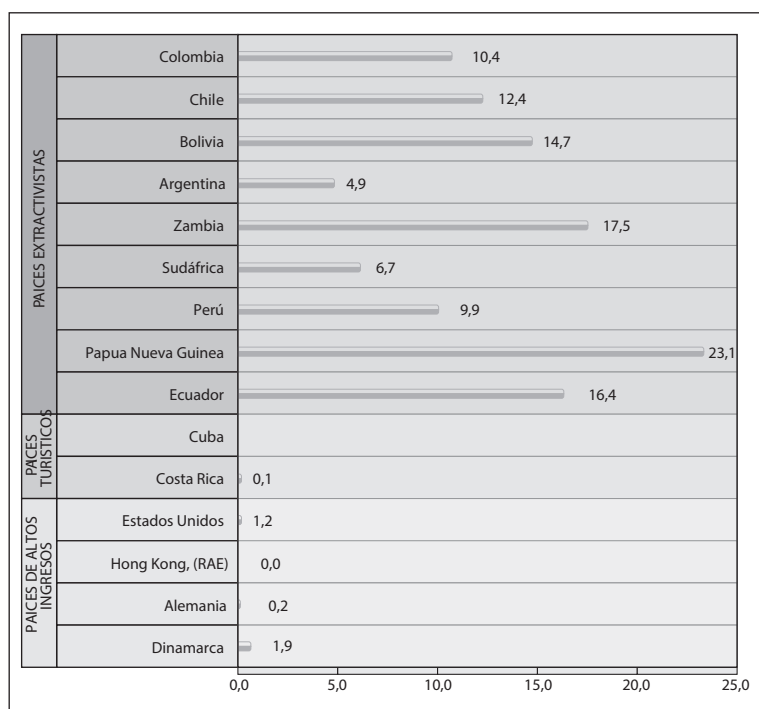 PAICES EXTRACTIVISTAS
Colombia 10,4
Chile 12,4
Bolivia 14,7
Argentina 4,9
Zambia 17,5
Sudáfrica 6,7
Perú 9,9
Papua Nueva Guinea 23,1
Ecuador 16,4
PAÍCES
TURISTICOS
Cuba
Costa Rica 0,1
PAICES DE ALTOS
INGRESOS
Estados Unidos 1,2
Hong Kong, (RAE) 0,0
Alemania 0,2
Dinamarca 1,9
0,0 5,0 10,0 15,0 20,0 25,0